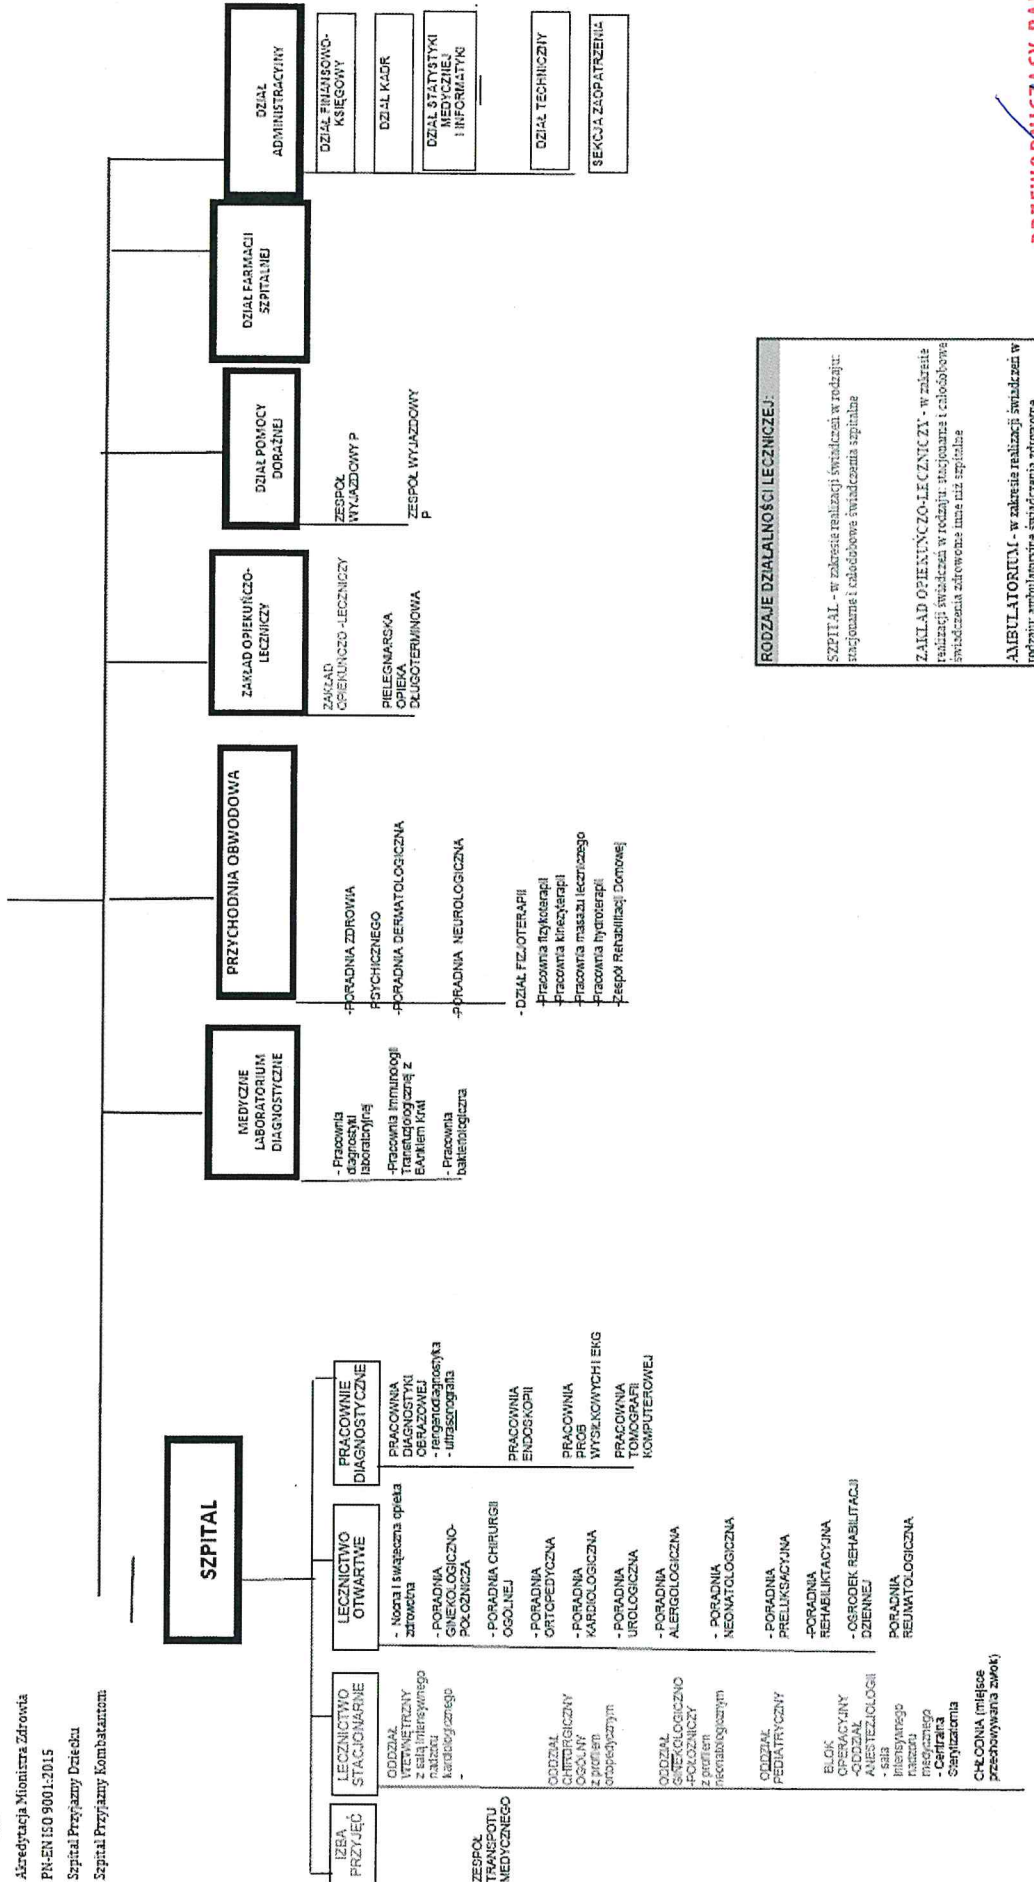 Akredytacja Ministra Zdrowia
PN-EN ISO 9001:2015
Szpital Przyjazny Dziecku
Szpital Przyjazny Kombatantom
SZPITAL
IZBA
PRZYJĘĆ
ZESPÓŁ
TRANSPOTU
MEDYCZNEGO
LECZNICTWO
STACJONARNE
ODDZIAŁ
WEWNĘTRZNY
z salą intensywnego
nadzoru
kardiologicznego
-
ODDZIAŁ
CHIRURGICZNY
OGÓLNY
z profilem
ortopedycznym
ODDZIAŁ
GINEKOLOGICZNO
-POŁOŻNICZY
z profilem
neonatologicznym
ODDZIAŁ
PEDIATRYCZNY
BLOK
OPERACYJNY
-ODDZIAŁ
ANESTEZJOLOGII
- sala
intensywnego
nadzoru
medycznego
- Centralna
Sterylizatornia
CHŁODNIA (miejsce
przechowywania zwłok)
LECZNICTWO
OTWARTWE
- Nocna i świąteczna opieka
zdrowotna
- PORADNIA
GINEKOLOGICZNO-
POŁOŻNICZA
- PORADNIA CHIRURGII
OGÓLNEJ
- PORADNIA
ORTOPEDYCZNA
- PORADNIA
KARDIOLOGICZNA
- PORADNIA
UROLOGICZNA
- PORADNIA
ALERGOLOGICZNA
- PORADNIA
NEONATOLOGICZNA
- PORADNIA
PRELUKSACYJNA
-PORADNIA
REHABILIKTACYJNA
- OSRODEK REHABILITACJI
DZIENNEJ
PORADNIA
REUMATOLOGICZNA
PRACOWNIE
DIAGNOSTYCZNE
PRACOWNIA
DIAGNOSTYKI
OBRAZOWEJ
- rengenodiagnostyka
- ultrasonografia
PRACOWNIA
ENDOSKOPII
PRACOWNIA
PRÓB
WYSIŁKOWYCH I EKG
PRACOWNIA
TOMOGRAFII
KOMPUTEROWEJ
MEDYCZNE
LABORATORIUM
DIAGNOSTYCZNE
- Pracownia
diagnostyki
laboratoryjnej
-Pracownia Immunologii
Transfuzjologicznej z
BAnkiem Krwi
- Pracownia
bakteriologiczna
PRZYCHODNIA OBWODOWA
-PORADNIA ZDROWIA
PSYCHICZNEGO
-PORADNIA DERMATOLOGICZNA
-PORADNIA NEUROLOGICZNA
- DZIAŁ FIZJOTERAPII
-Pracownia fizykoterapii
-Pracownia kinezyterapii
-Pracownia masażu leczniczego
-Pracownia hydroterapii
-Zespół Rehabilitacji Domowej
ZAKŁAD OPIEKUŃCZO-
LECZNICZY
ZAKŁAD
OPIEKUŃCZO -LECZNICZY
PIELEGNIARSKA
OPIEKA
DŁUGOTERMINOWA
DZIAŁ POMOCY
DORAŹNEJ
ZESPÓŁ
WYJAZDOWY P
ZESPÓŁ WYJAZDOWY
P
DZIAŁ FARMACJI
SZPITALNEJ
DZIAŁ
ADMINISTRACYJNY
DZIAŁ FINANSOWO-
KSIĘGOWY
DZIAŁ KADR
DZIAŁ STATYSTYKI
MEDYCZNEJ
I INFORMATYKI
DZIAŁ TECHNICZNY
SEKCJA ZAOPATRZENIA
RODZAJE DZIAŁALNOŚCI LECZNICZEJ:
SZPITAL - w zakresie realizacji świadczeń w rodzaju:
stacjonarne i całodobowe świadczenia szpitalne
ZAKŁAD OPIEKUŃCZO-LECZNICZY - w zakresie
realizacji świadczeń w rodzaju: stacjonarne i całodobowe
świadczenia zdrowotne inne niż szpitalne
AMBULATORIUM - w zakresie realizacji świadczeń w
rodzaju: ambulatoryjne świadczenia zdrowotne